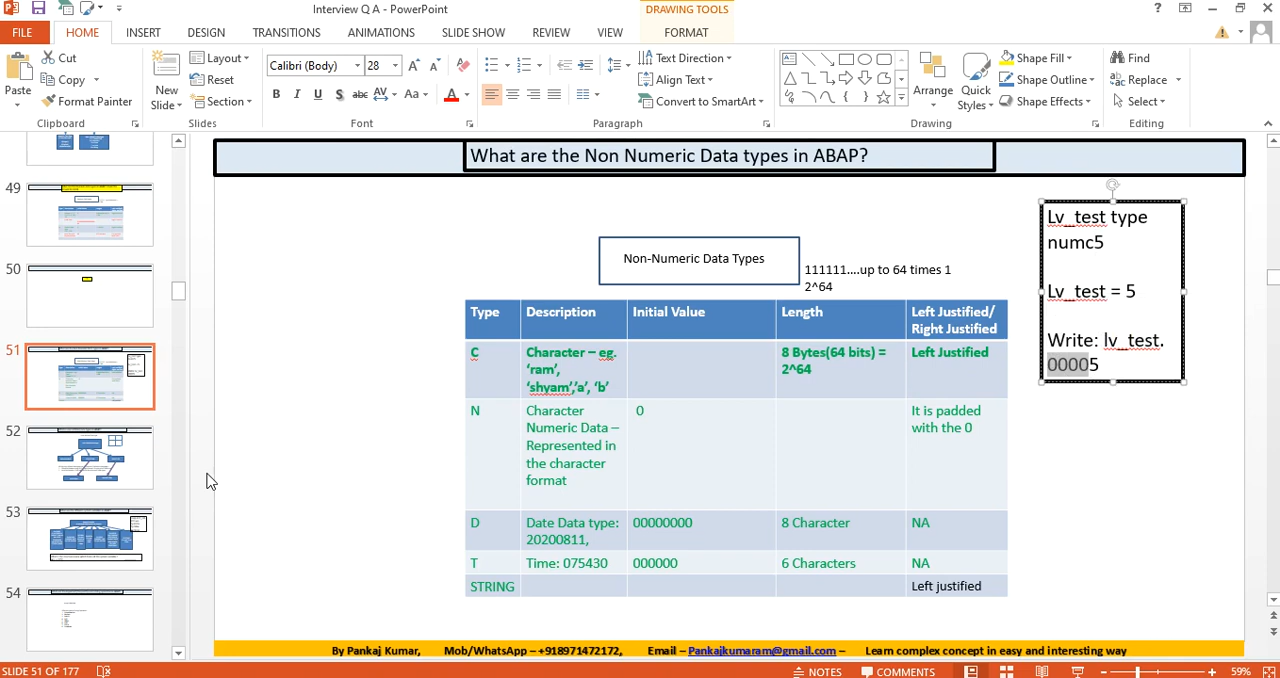 Interview Q A - PowerPoint
DRAWING TOOLS
FILE
HOME
INSERT
DESIGN
TRANSITIONS
ANIMATIONS
SLIDE SHOW
REVIEW
VIEW
FORMAT
Paste
Cut
Copy
Format Painter
Clipboard
New
Slide
Layout
Reset
Section
Slides
Calibri (Body)
28
Font
Text Direction
Align Text
Convert to SmartArt
Paragraph
Arrange
Quick
Styles
Shape Fill
Shape Outline
Shape Effects
Drawing
Find
Replace
Select
Editing
49
50
51
52
53
54
What are the Non Numeric Data types in ABAP?
Non-Numeric Data Types
111111....up to 64 times 1
2^64
Lv_test type
numc5
Lv_test = 5
Write: lv_test.
00005
Type
Description
Initial Value
Length
Left Justified/
Right Justified
C
Character – eg.
‘ram’,
‘shyam’,’a’, ‘b’
8 Bytes(64 bits) =
2^64
Left Justified
N
Character
Numeric Data –
Represented in
the character
format
0
It is padded
with the 0
D
Date Data type:
20200811,
00000000
8 Character
NA
T
Time: 075430
000000
6 Characters
NA
STRING
Left justified
By Pankaj Kumar, Mob/WhatsApp – +918971472172, Email – Pankajkumaram@gmail.com – Learn complex concept in easy and interesting way
SLIDE 51 OF 177
NOTES
COMMENTS
59%